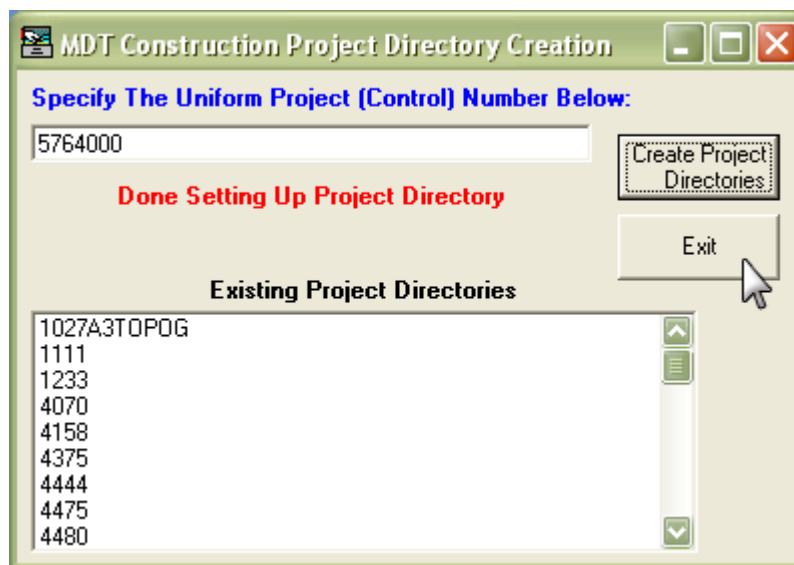 MDT Construction Project Directory Creation
Specify The Uniform Project (Control) Number Below:
5764000
Create Project
Directories
Done Setting Up Project Directory
Exit
Existing Project Directories
1027A3TOPOG
1111
1233
4070
4158
4375
4444
4475
4480